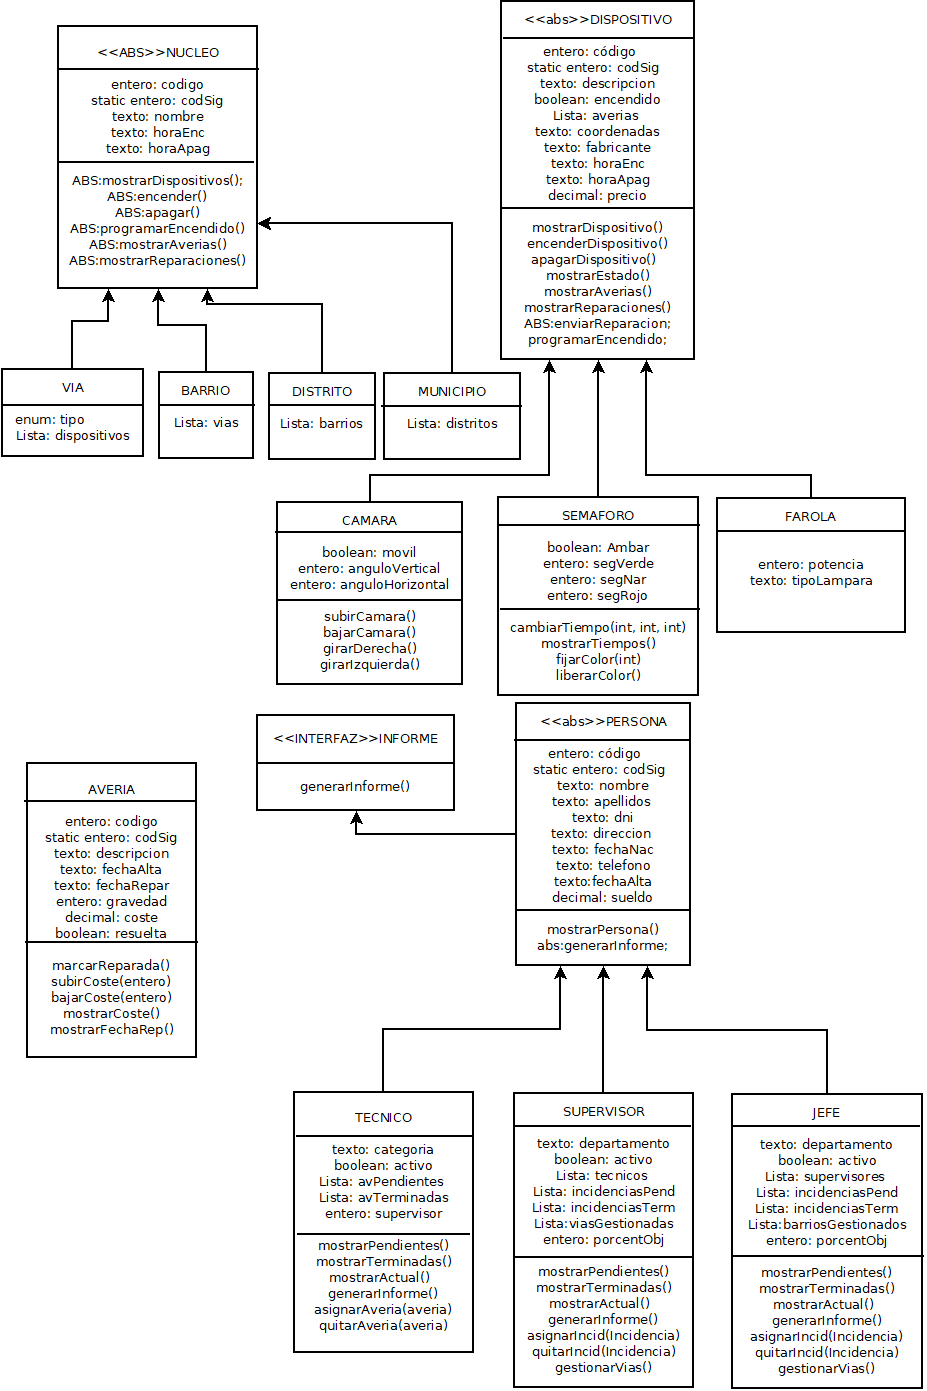 <<ABS>>NUCLEO
entero: codigo
static entero: codSig
texto: nombre
texto: horaEnc
texto: horaApag
ABS:mostrarDispositivos();
ABS:encender()
ABS:apagar()
ABS:programarEncendido()
ABS:mostrarAverias()
ABS:mostrarReparaciones()
<<abs>>DISPOSITIVO
entero: código
static entero: codSig
texto: descripcion
boolean: encendido
Lista: averias
texto: coordenadas
texto: fabricante
texto: horaEnc
texto: horaApag
decimal: precio
mostrarDispositivo()
encenderDispositivo()
apagarDispositivo()
mostrarEstado()
mostrarAverias()
mostrarReparaciones()
ABS:enviarReparacion;
programarEncendido;
VIA
enum: tipo
Lista: dispositivos
BARRIO
Lista: vias
DISTRITO
Lista: barrios
MUNICIPIO
Lista: distritos
CAMARA
boolean: movil
entero: anguloVertical
entero: anguloHorizontal
subirCamara()
bajarCamara()
girarDerecha()
girarIzquierda()
SEMAFORO
boolean: Ambar
entero: segVerde
entero: segNar
entero: segRojo
cambiarTiempo(int, int, int)
mostrarTiempos()
fijarColor(int)
liberarColor()
FAROLA
entero: potencia
texto: tipoLampara
<<INTERFAZ>>INFORME
generarInforme()
<<abs>>PERSONA
entero: código
static entero: codSig
texto: nombre
texto: apellidos
texto: dni
texto: direccion
texto: fechaNac
texto: telefono
texto:fechaAlta
decimal: sueldo
mostrarPersona()
abs:generarInforme;
AVERIA
entero: codigo
static entero: codSig
texto: descripcion
texto: fechaAlta
texto: fechaRepar
entero: gravedad
decimal: coste
boolean: resuelta
marcarReparada()
subirCoste(entero)
bajarCoste(entero)
mostrarCoste()
mostrarFechaRep()
TECNICO
texto: categoria
boolean: activo
Lista: avPendientes
Lista: avTerminadas
entero: supervisor
mostrarPendientes()
mostrarTerminadas()
mostrarActual()
generarInforme()
asignarAveria(averia)
quitarAveria(averia)
SUPERVISOR
texto: departamento
boolean: activo
Lista: tecnicos
Lista: incidenciasPend
Lista: incidenciasTerm
Lista:viasGestionadas
entero: porcentObj
mostrarPendientes()
mostrarTerminadas()
mostrarActual()
generarInforme()
asignarIncid(Incidencia)
quitarIncid(Incidencia)
gestionarVias()
JEFE
texto: departamento
boolean: activo
Lista: supervisores
Lista: incidenciasPend
Lista: incidenciasTerm
Lista:barriosGestionados
entero: porcentObj
mostrarPendientes()
mostrarTerminadas()
mostrarActual()
generarInforme()
asignarIncid(Incidencia)
quitarIncid(Incidencia)
gestionarVias()